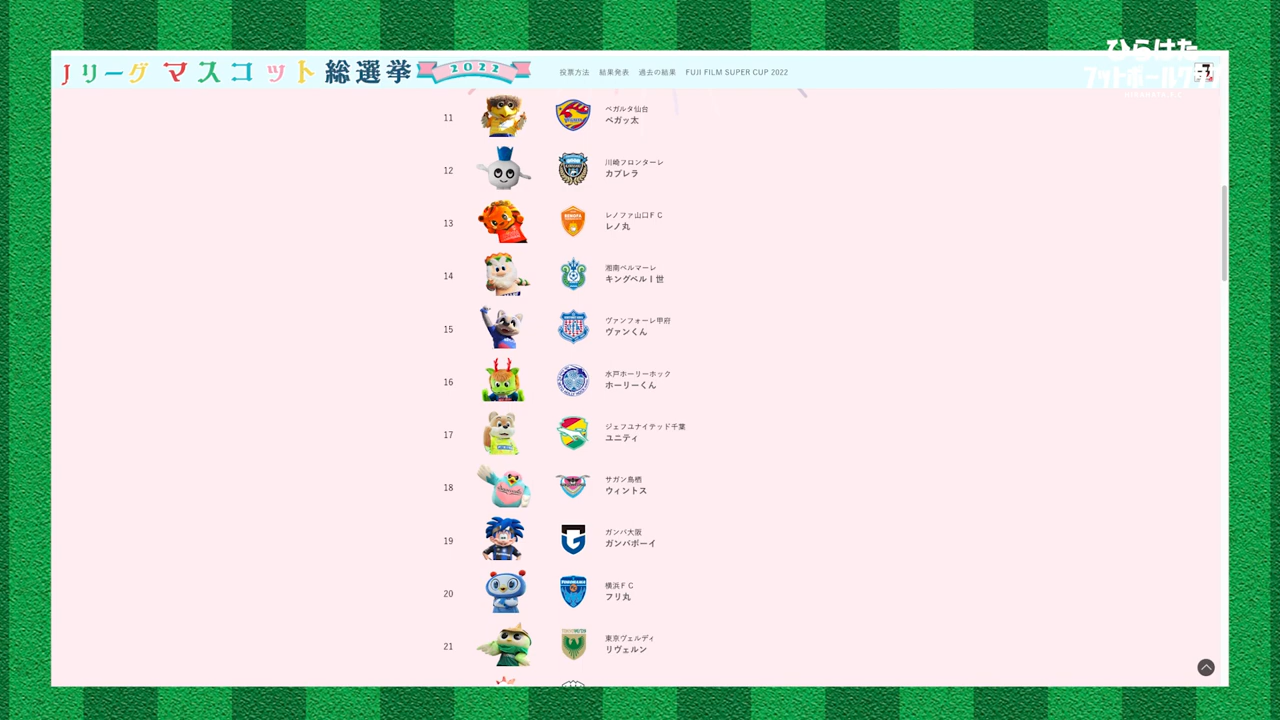 ひらはた
フットボールクラブ
Jリーグ マスコット総選挙 2022
投票方法 結果発表 過去の結果 FUJI FILM SUPER CUP 2022
11 ベガルタ仙台
ベガッ太
12 川崎フロンターレ
カブレラ
13 レノファ山口ＦＣ
レノ丸
14 湘南ベルマーレ
キングベルⅠ世
15 ヴァンフォーレ甲府
ヴァンくん
16 水戸ホーリーホック
ホーリーくん
17 ジェフユナイテッド千葉
ユニティ
18 サガン鳥栖
ウィントス
19 ガンバ大阪
ガンバボーイ
20 横浜ＦＣ
フリ丸
21 東京ヴェルディ
リヴェルン